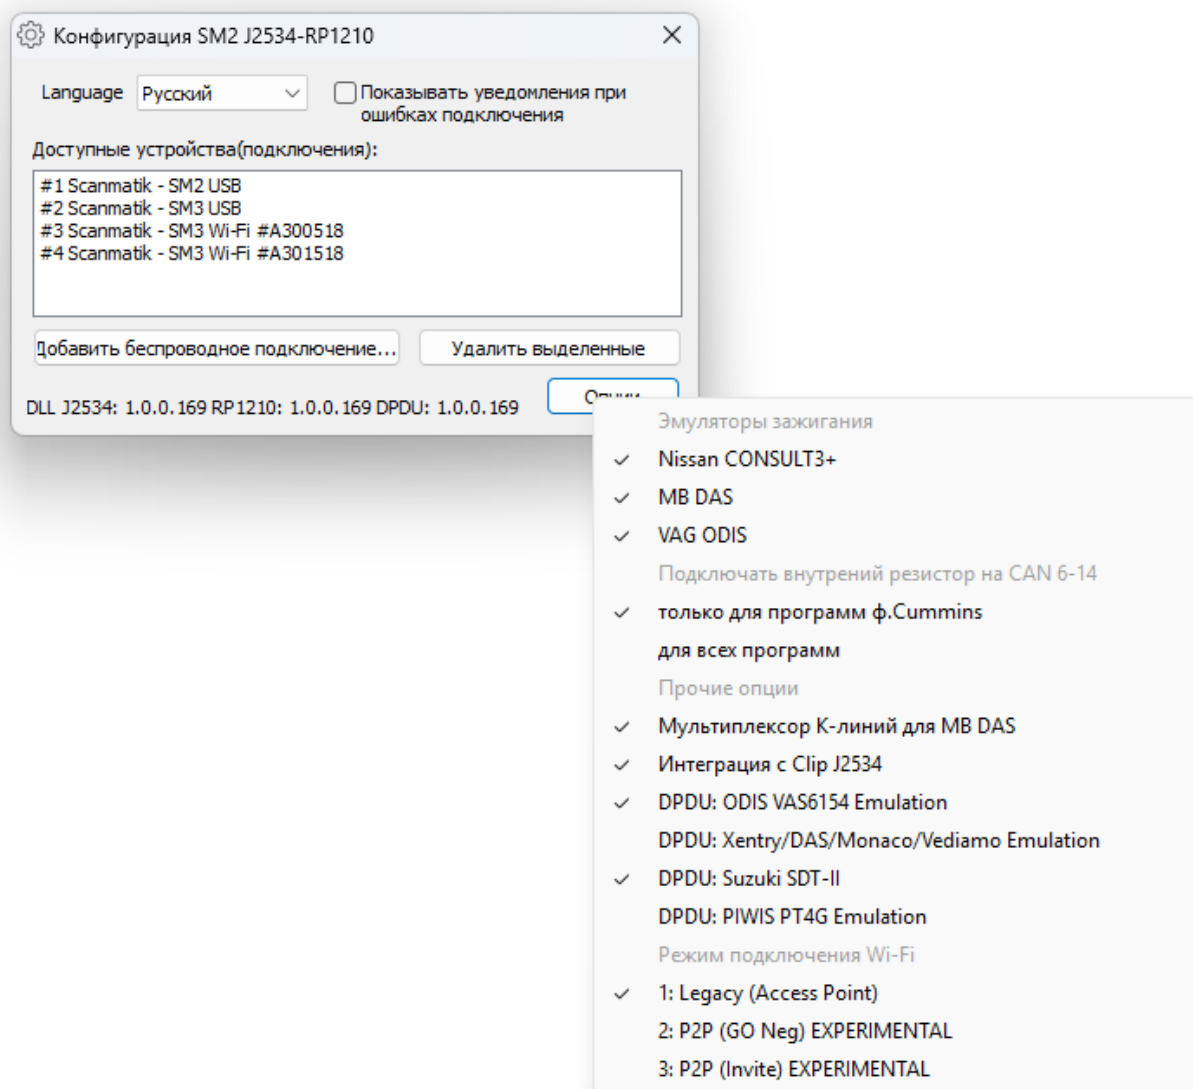 Конфигурация SM2 J2534-RP1210
Language Русский Показывать уведомления при
ошибках подключения
Доступные устройства(подключения):
#1 Scanmatik - SM2 USB
#2 Scanmatik - SM3 USB
#3 Scanmatik - SM3 Wi-Fi #A300518
#4 Scanmatik - SM3 Wi-Fi #A301518
Добавить беспроводное подключение... Удалить выделенные
DLL J2534: 1.0.0.169 RP1210: 1.0.0.169 DPDU: 1.0.0.169 Опции
Эмуляторы зажигания
Nissan CONSULT3+
MB DAS
VAG ODIS
Подключать внутрений резистор на CAN 6-14
только для программ ф.Cummins
для всех программ
Прочие опции
Мультиплексор К-линий для MB DAS
Интеграция с Clip J2534
DPDU: ODIS VAS6154 Emulation
DPDU: Xentry/DAS/Monaco/Vediamo Emulation
DPDU: Suzuki SDT-II
DPDU: PIWIS PT4G Emulation
Режим подключения Wi-Fi
1: Legacy (Access Point)
2: P2P (GO Neg) EXPERIMENTAL
3: P2P (Invite) EXPERIMENTAL